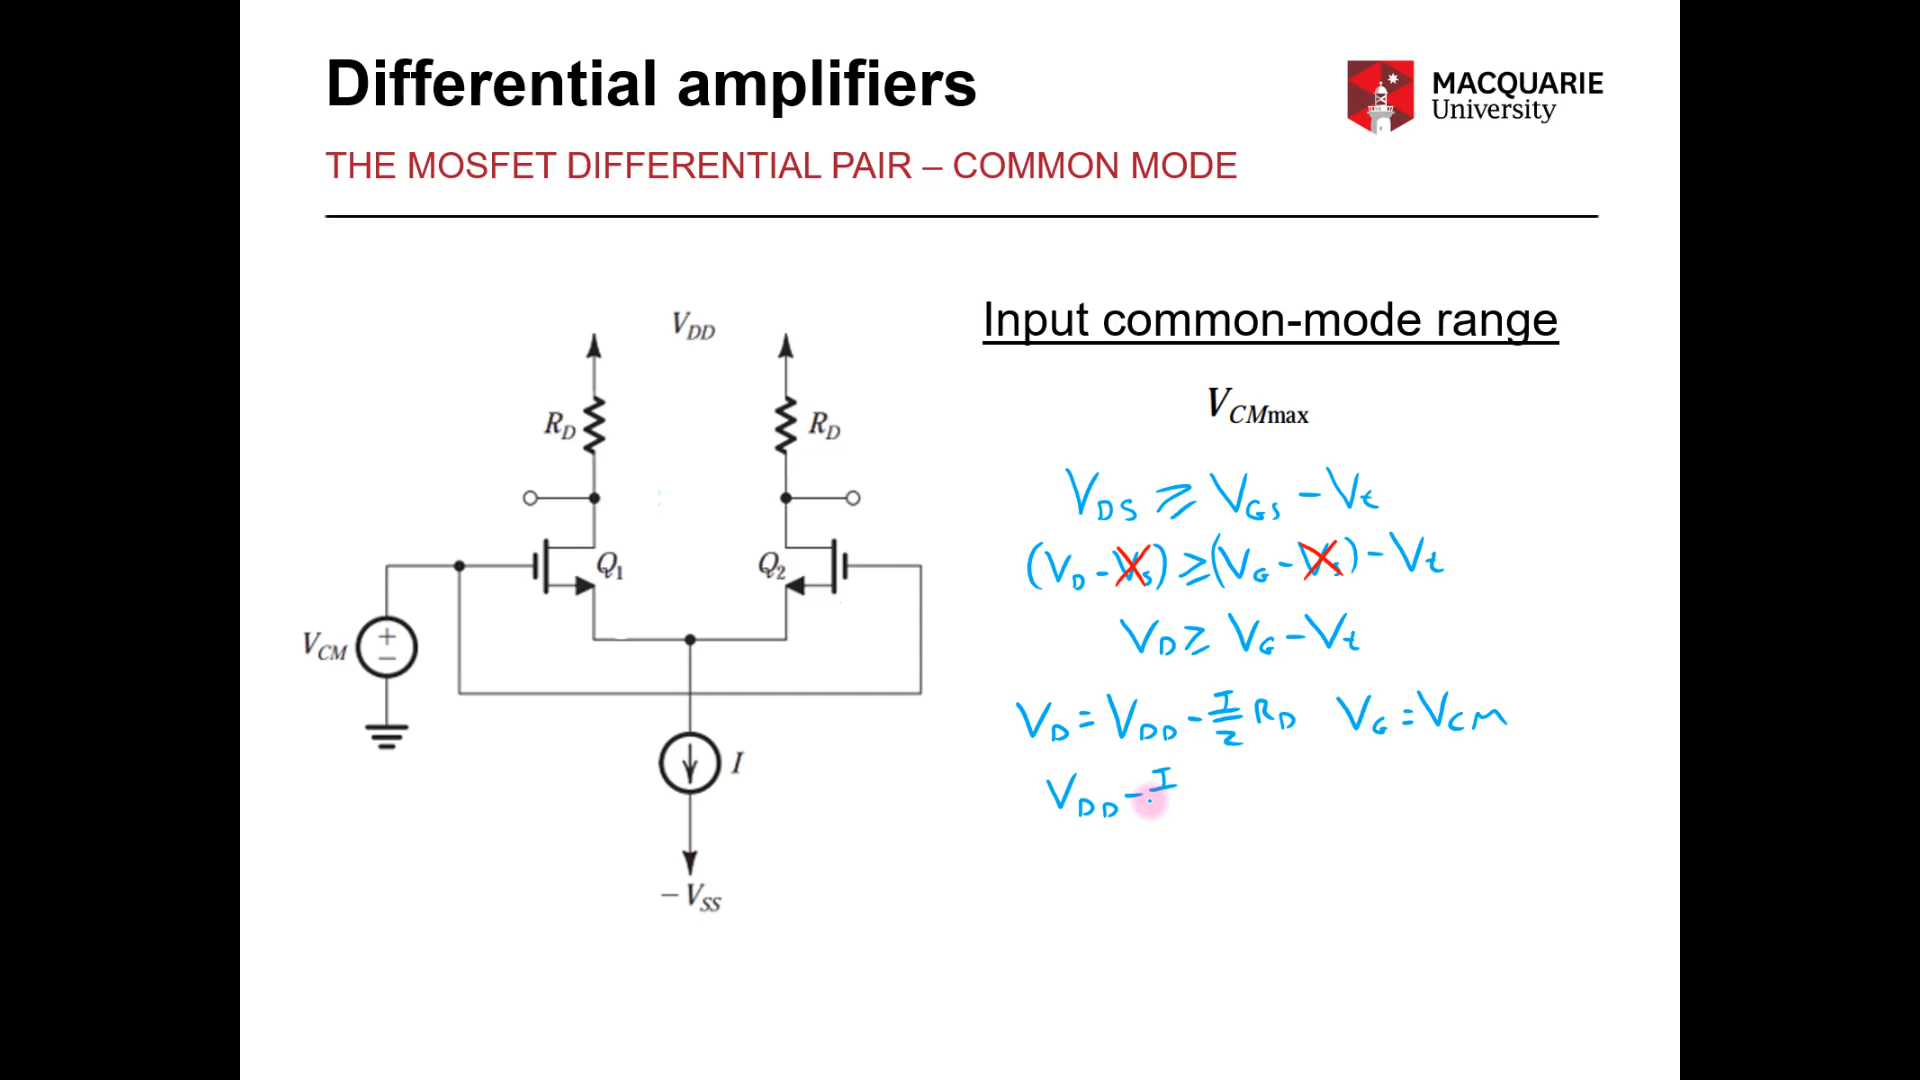 Differential amplifiers
MACQUARIE
University
THE MOSFET DIFFERENTIAL PAIR – COMMON MODE
Input common-mode range
V_CMmax
V_DS ≥ V_GS - V_t
(V_D - V_S) ≥ (V_G - V_S) - V_t
V_D ≥ V_G - V_t
V_D = V_DD - I/2 R_D V_G = V_CM
V_DD - I
V_DD
R_D R_D
Q_1 Q_2
V_CM + −
I
− V_SS